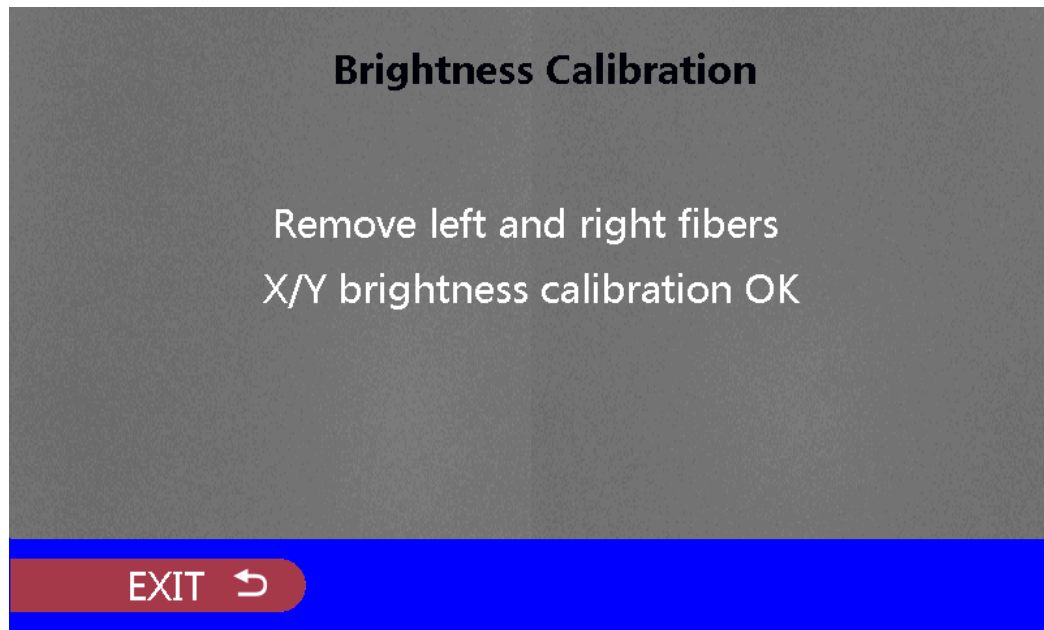 Brightness Calibration
Remove left and right fibers
X/Y brightness calibration OK
EXIT